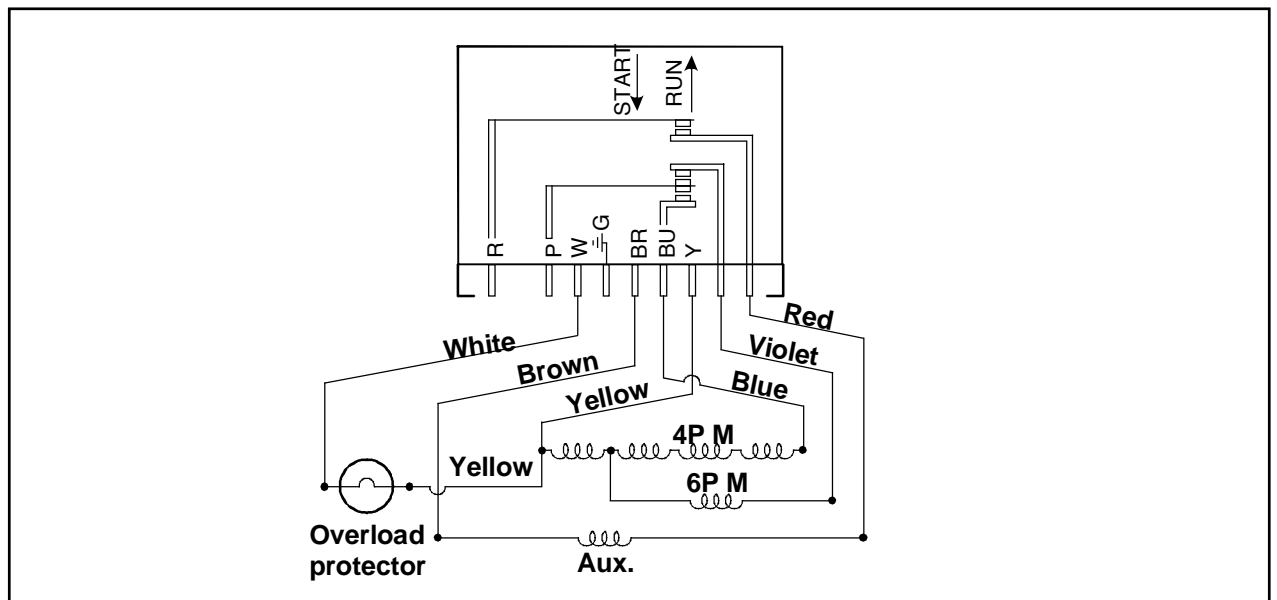 START
RUN
R
P
W
G
BR
BU
Y
Red
White
Violet
Brown
Blue
Yellow
4P M
Yellow
6P M
Overload
protector
Aux.